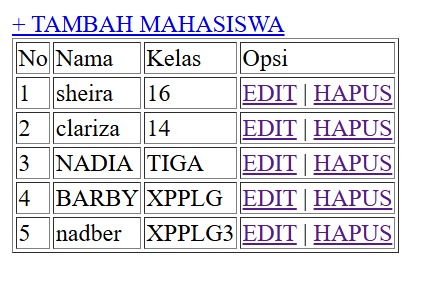 + TAMBAH MAHASISWA
No Nama Kelas Opsi
1 sheira 16 EDIT | HAPUS
2 clariza 14 EDIT | HAPUS
3 NADIA TIGA EDIT | HAPUS
4 BARBY XPPLG EDIT | HAPUS
5 nadber XPPLG3 EDIT | HAPUS